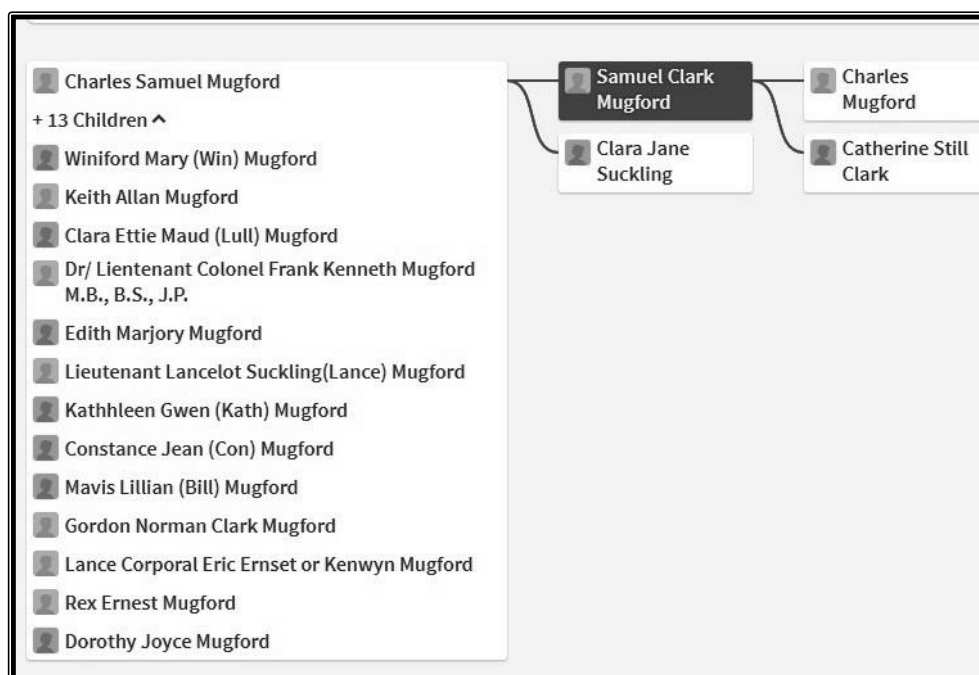 Charles Samuel Mugford
+ 13 Children
Winiford Mary (Win) Mugford
Keith Allan Mugford
Clara Ettie Maud (Lull) Mugford
Dr/ Lientenant Colonel Frank Kenneth Mugford
M.B., B.S., J.P.
Edith Marjory Mugford
Lieutenant Lancelot Suckling(Lance) Mugford
Kathhleen Gwen (Kath) Mugford
Constance Jean (Con) Mugford
Mavis Lillian (Bill) Mugford
Gordon Norman Clark Mugford
Lance Corporal Eric Ernset or Kenwyn Mugford
Rex Ernest Mugford
Dorothy Joyce Mugford
Samuel Clark
Mugford
Clara Jane
Suckling
Charles
Mugford
Catherine Still
Clark